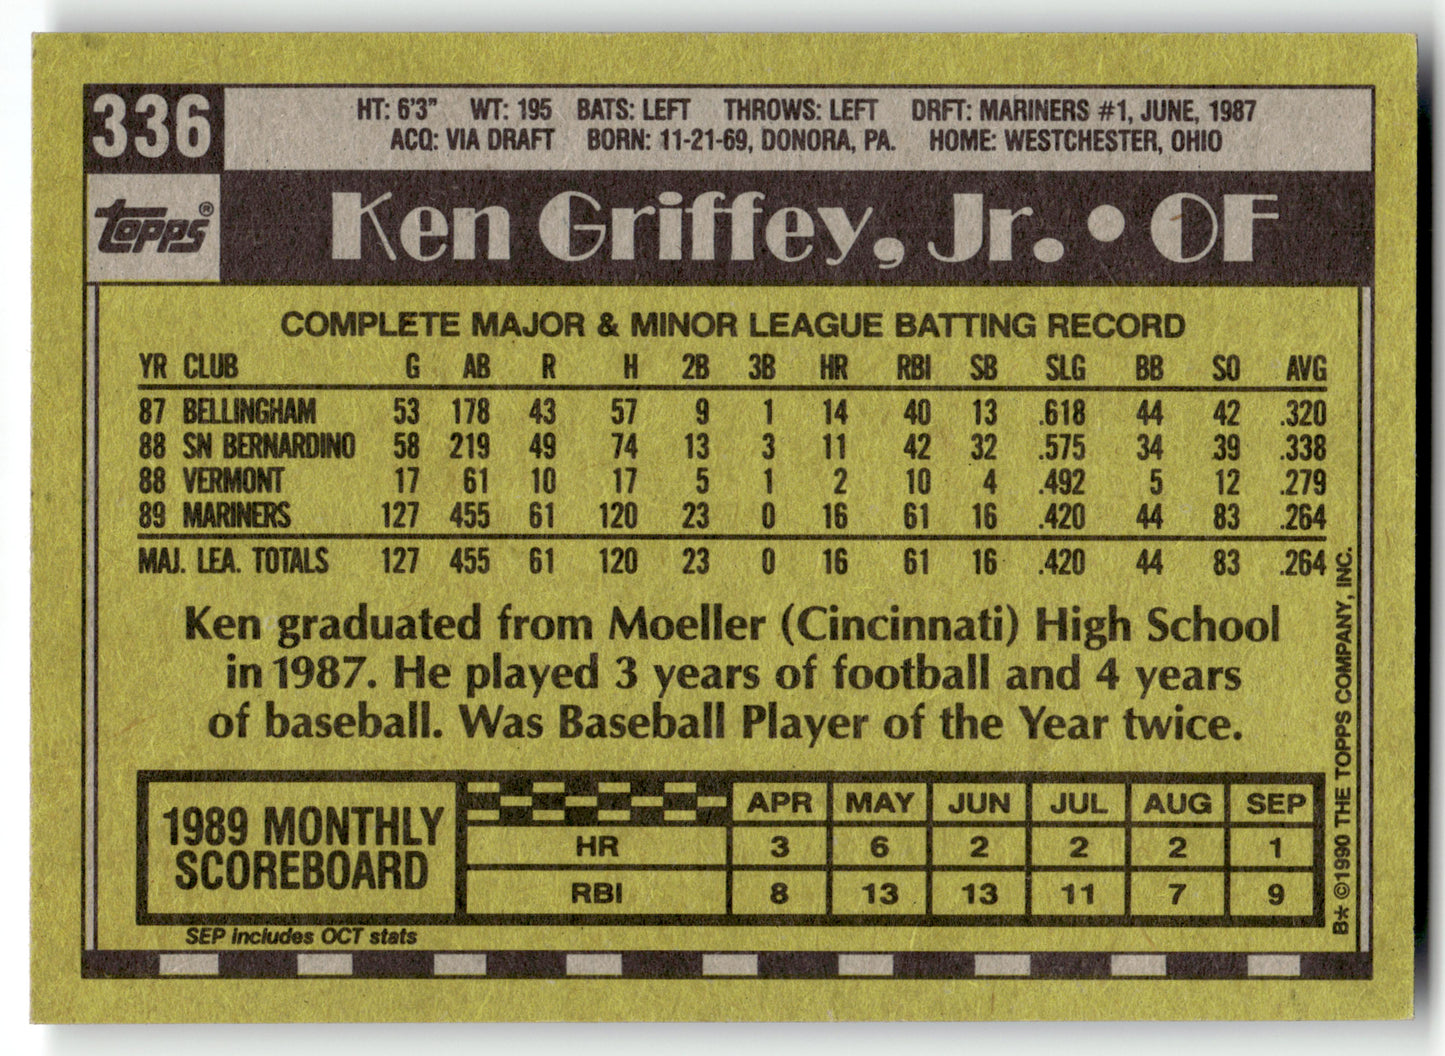 336
HT: 6'3" WT: 195 BATS: LEFT THROWS: LEFT DRFT: MARINERS #1, JUNE, 1987
ACQ: VIA DRAFT BORN: 11-21-69, DONORA, PA. HOME: WESTCHESTER, OHIO
topps®
Ken Griffey, Jr. • OF
COMPLETE MAJOR & MINOR LEAGUE BATTING RECORD
YR CLUB G AB R H 2B 3B HR RBI SB SLG BB SO AVG
87 BELLINGHAM 53 178 43 57 9 1 14 40 13 .618 44 42 .320
88 SN BERNARDINO 58 219 49 74 13 3 11 42 32 .575 34 39 .338
88 VERMONT 17 61 10 17 5 1 2 10 4 .492 5 12 .279
89 MARINERS 127 455 61 120 23 0 16 61 16 .420 44 83 .264
MAJ. LEA. TOTALS 127 455 61 120 23 0 16 61 16 .420 44 83 .264
Ken graduated from Moeller (Cincinnati) High School
in 1987. He played 3 years of football and 4 years
of baseball. Was Baseball Player of the Year twice.
1989 MONTHLY
SCOREBOARD
APR MAY JUN JUL AUG SEP
HR 3 6 2 2 2 1
RBI 8 13 13 11 7 9
SEP includes OCT stats
B* ©1990 THE TOPPS COMPANY, INC.